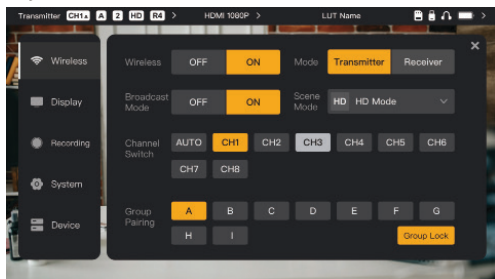 Transmitter CH1 A 2 HD R4 > HDMI 1080P > LUT Name >
Wireless
Display
Recording
System
Device
Wireless OFF ON Mode Transmitter Receiver
Broadcast Mode OFF ON Scene Mode HD HD Mode
Channel Switch AUTO CH1 CH2 CH3 CH4 CH5 CH6
CH7 CH8
Group Pairing A B C D E F G
H I Group Lock